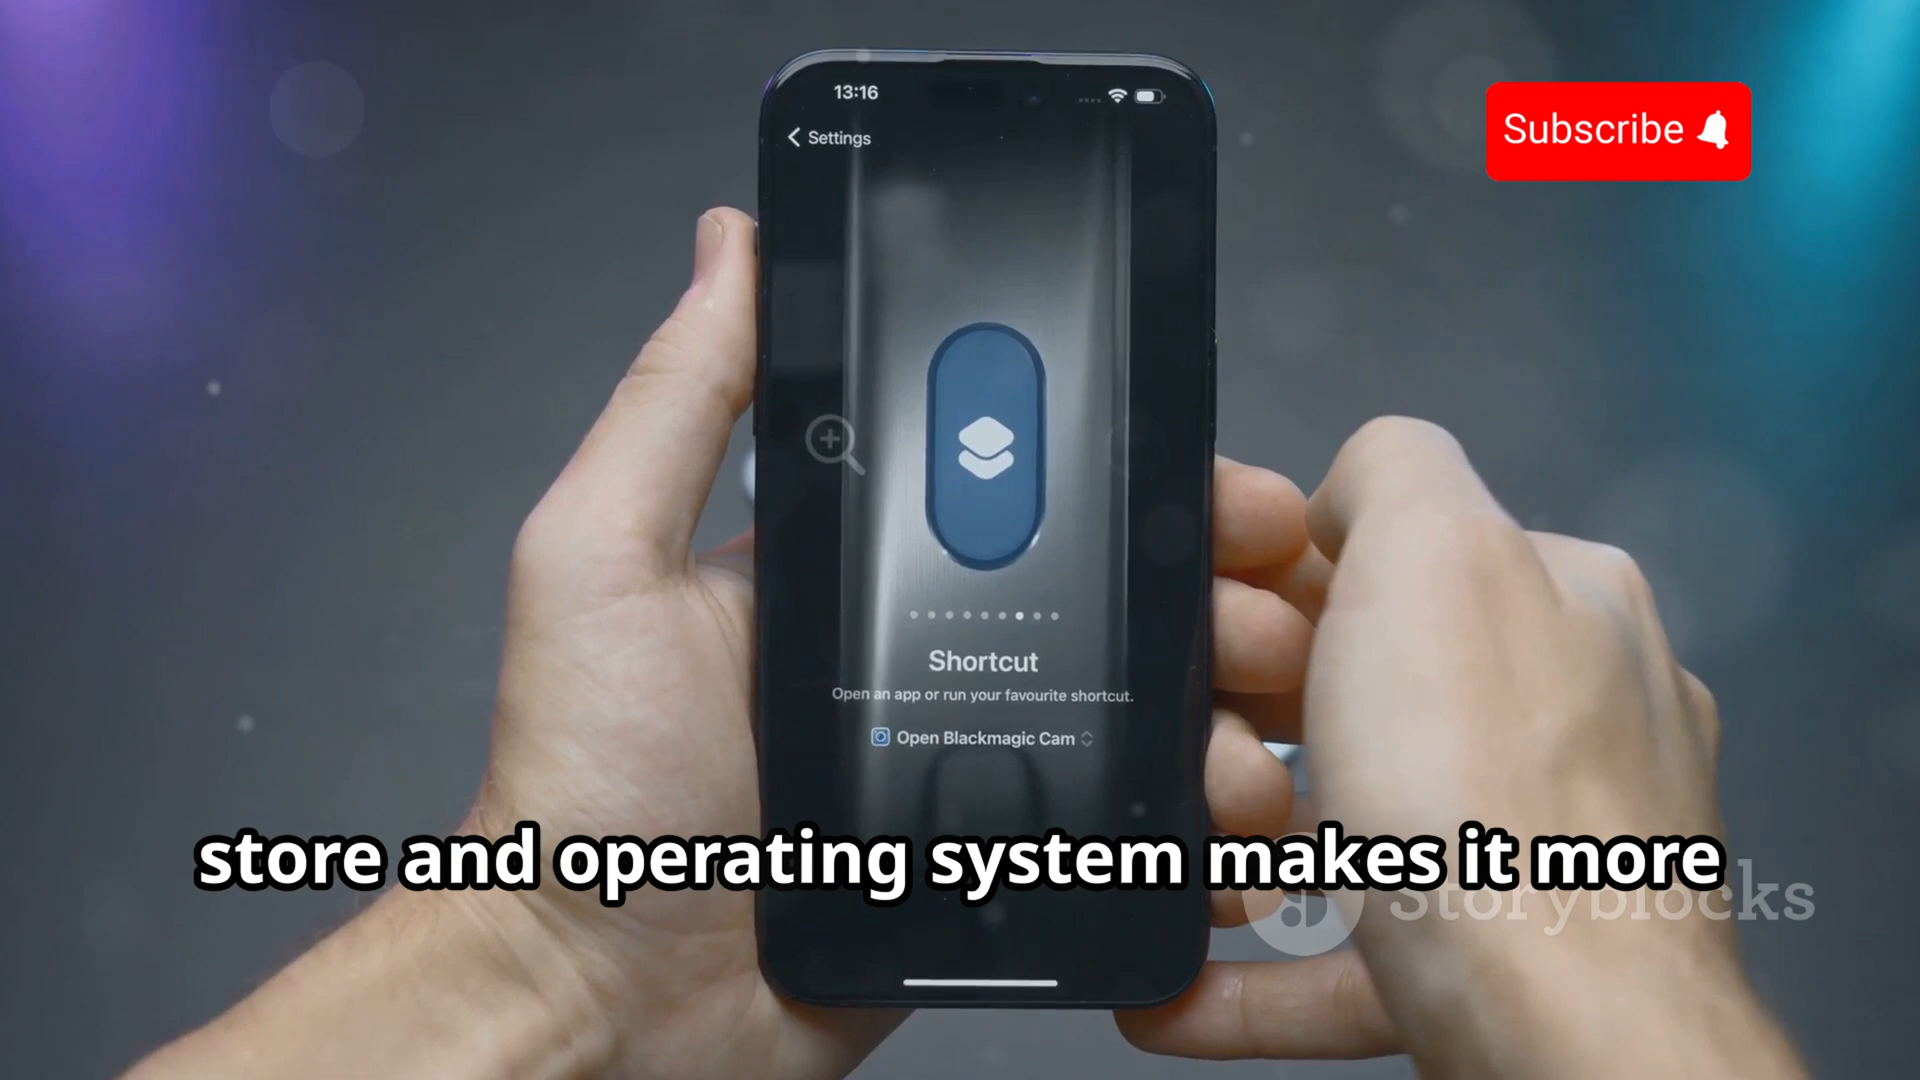 13:16
Settings
Subscribe
Shortcut
Open an app or run your favourite shortcut.
Open Blackmagic Cam
store and operating system makes it more
Storyblocks